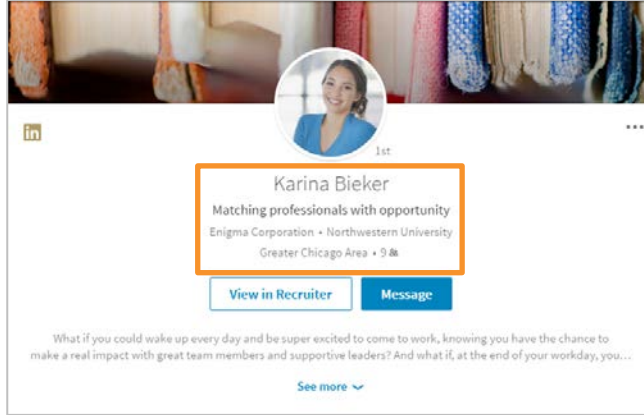 in
1st
Karina Bieker
Matching professionals with opportunity
Enigma Corporation • Northwestern University
Greater Chicago Area • 9
View in Recruiter
Message
What if you could wake up every day and be super excited to come to work, knowing you have the chance to
make a real impact with great team members and supportive leaders? And what if, at the end of your workday, you…
See more